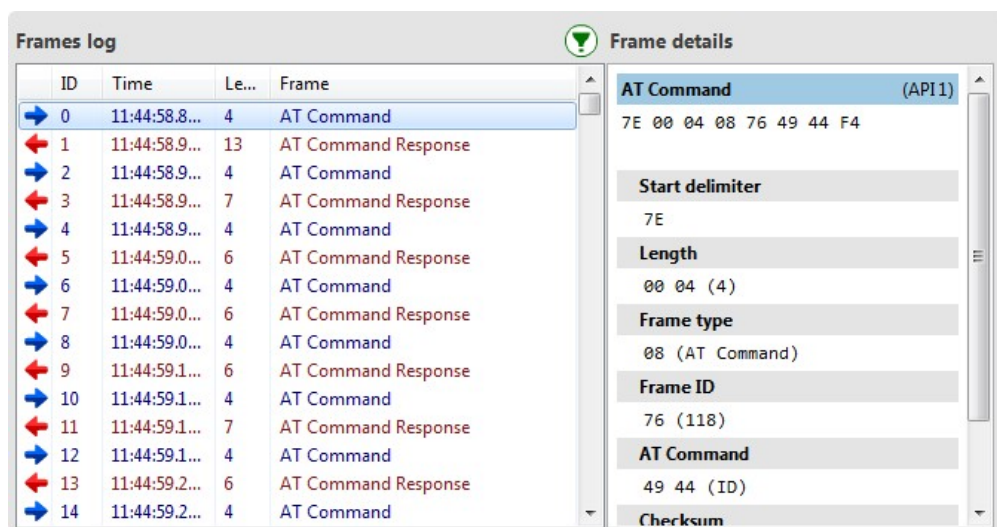 Frames log
ID Time Le... Frame
0 11:44:58.8... 4 AT Command
1 11:44:58.9... 13 AT Command Response
2 11:44:58.9... 4 AT Command
3 11:44:58.9... 7 AT Command Response
4 11:44:58.9... 4 AT Command
5 11:44:59.0... 6 AT Command Response
6 11:44:59.0... 4 AT Command
7 11:44:59.0... 6 AT Command Response
8 11:44:59.0... 4 AT Command
9 11:44:59.1... 6 AT Command Response
10 11:44:59.1... 4 AT Command
11 11:44:59.1... 7 AT Command Response
12 11:44:59.1... 4 AT Command
13 11:44:59.2... 6 AT Command Response
14 11:44:59.2... 4 AT Command
Frame details
AT Command (API 1)
7E 00 04 08 76 49 44 F4
Start delimiter
7E
Length
00 04 (4)
Frame type
08 (AT Command)
Frame ID
76 (118)
AT Command
49 44 (ID)
Checksum